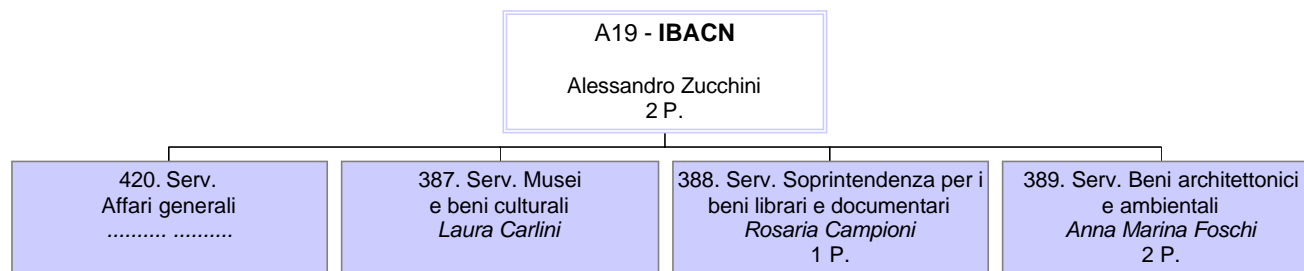 A19 - IBACN
Alessandro Zucchini
2 P.
420. Serv.
Affari generali
.......... ..........
387. Serv. Musei
e beni culturali
Laura Carlini
388. Serv. Soprintendenza per i
beni librari e documentari
Rosaria Campioni
1 P.
389. Serv. Beni architettonici
e ambientali
Anna Marina Foschi
2 P.